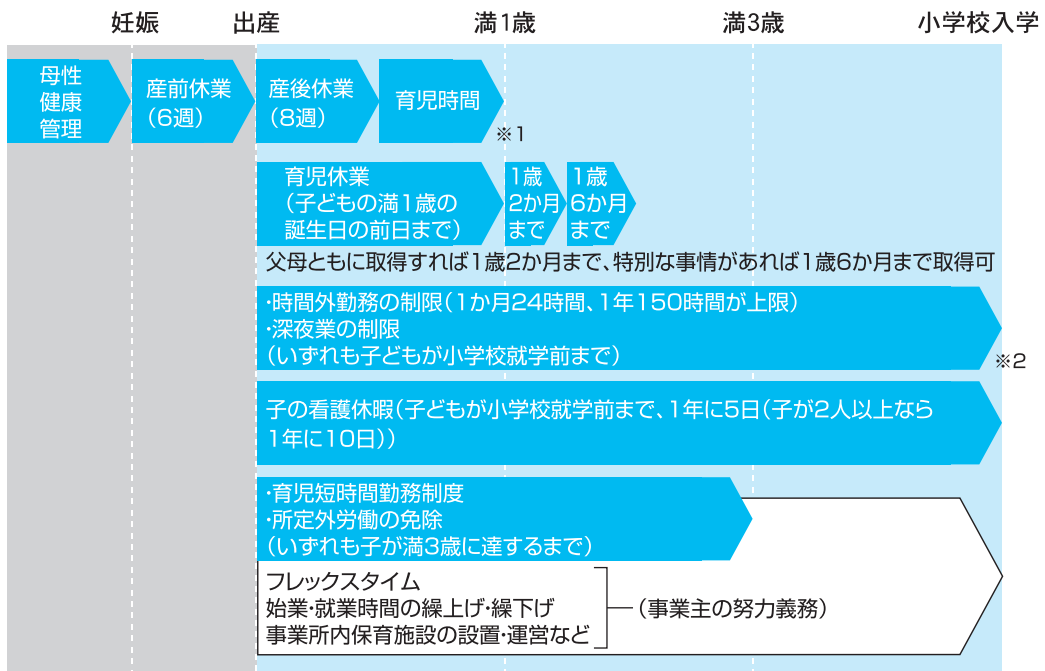 妊娠
出産
満1歳
満3歳
小学校入学
母性
健康
管理
産前休業
(6週)
産後休業
(8週)
育児時間
※1
育児休業
(子どもの満1歳の
誕生日の前日まで)
1歳
2か月
まで
1歳
6か月
まで
父母ともに取得すれば1歳2か月まで、特別な事情があれば1歳6か月まで取得可
・時間外勤務の制限(1か月24時間、1年150時間が上限)
・深夜業の制限
(いずれも子どもが小学校就学前まで)
※2
子の看護休暇(子どもが小学校就学前まで、1年に5日(子が2人以上なら
1年に10日))
・育児短時間勤務制度
・所定外労働の免除
(いずれも子が満3歳に達するまで)
フレックスタイム
始業・就業時間の繰上げ・繰下げ
事業所内保育施設の設置・運営など
(事業主の努力義務)